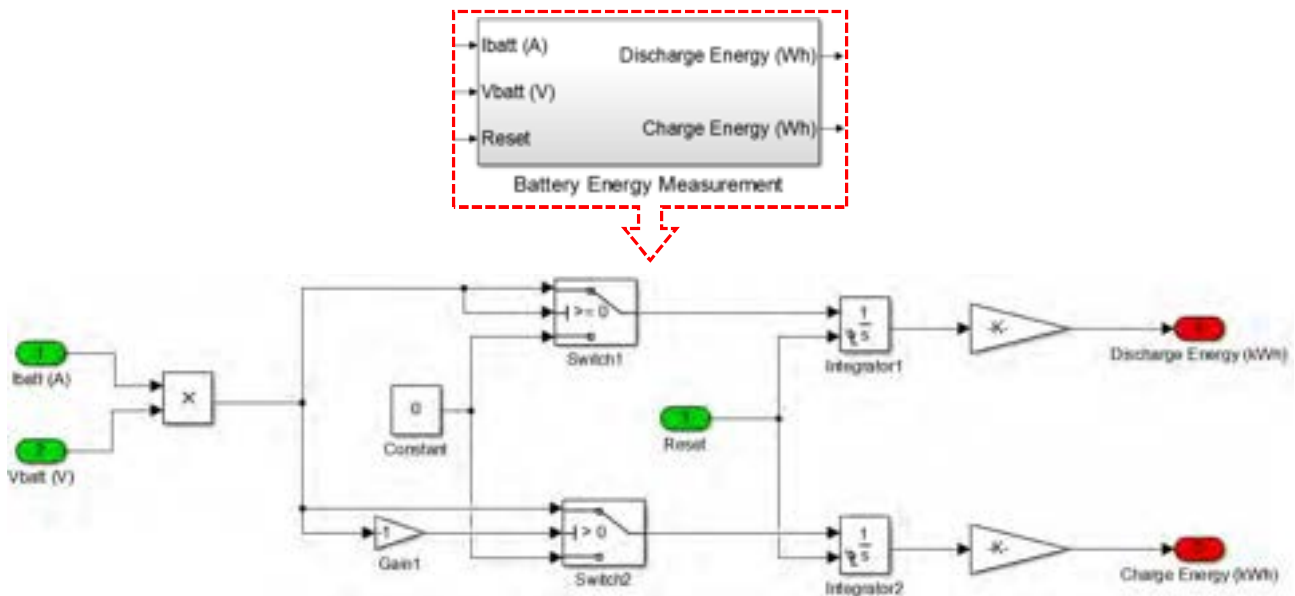 Ibatt (A)
Discharge Energy (Wh)
Vbatt (V)
Charge Energy (Wh)
Reset
Battery Energy Measurement
>= 0
Switch1
1
s
Integrator1
-K-
1
Discharge Energy (kWh)
1
Ibatt (A)
×
2
Vbatt (V)
0
Constant
3
Reset
-1
Gain1
> 0
Switch2
1
s
Integrator2
-K-
2
Charge Energy (kWh)